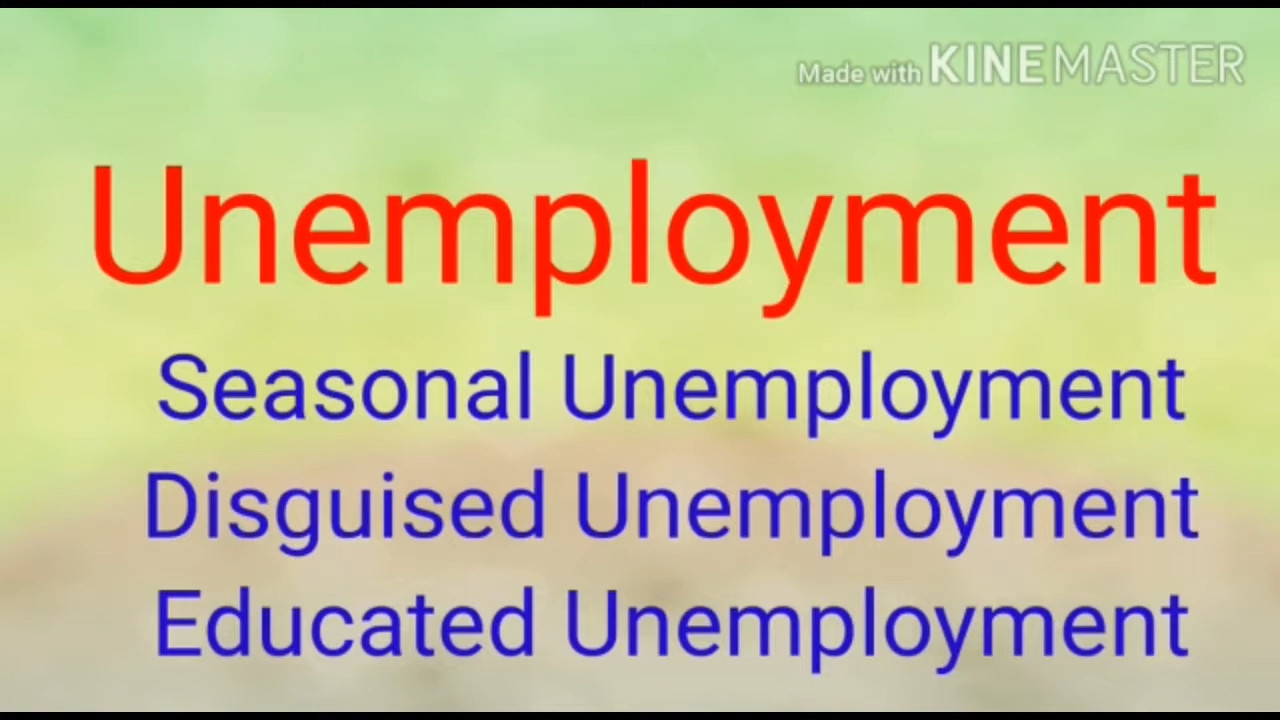 Made with KINEMASTER
Unemployment
Seasonal Unemployment
Disguised Unemployment
Educated Unemployment